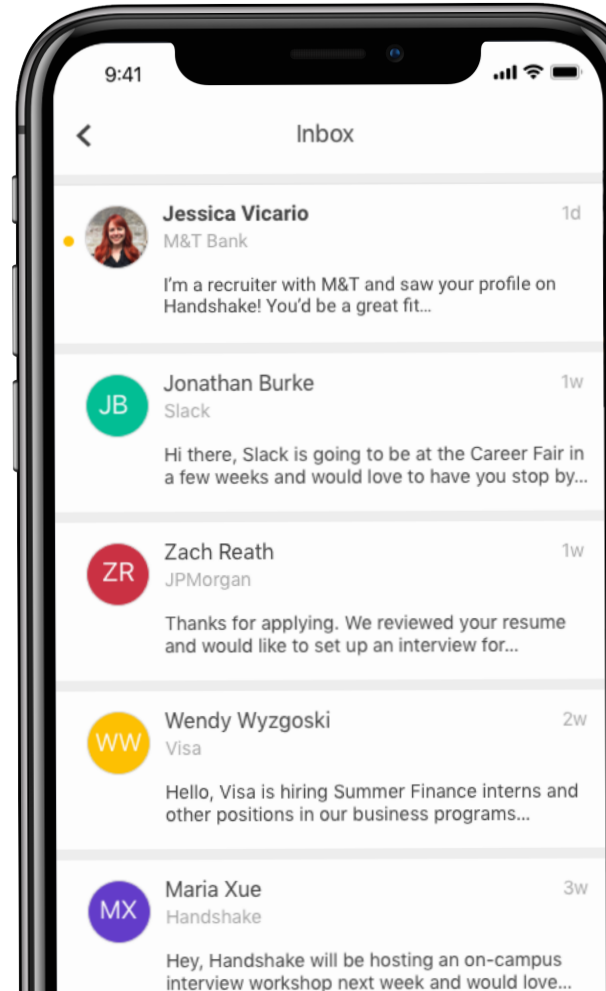 9:41
Inbox
Jessica Vicario 1d
M&T Bank
I'm a recruiter with M&T and saw your profile on
Handshake! You'd be a great fit...
JB
Jonathan Burke 1w
Slack
Hi there, Slack is going to be at the Career Fair in
a few weeks and would love to have you stop by...
ZR
Zach Reath 1w
JPMorgan
Thanks for applying. We reviewed your resume
and would like to set up an interview for...
WW
Wendy Wyzgoski 2w
Visa
Hello, Visa is hiring Summer Finance interns and
other positions in our business programs...
MX
Maria Xue 3w
Handshake
Hey, Handshake will be hosting an on-campus
interview workshop next week and would love...